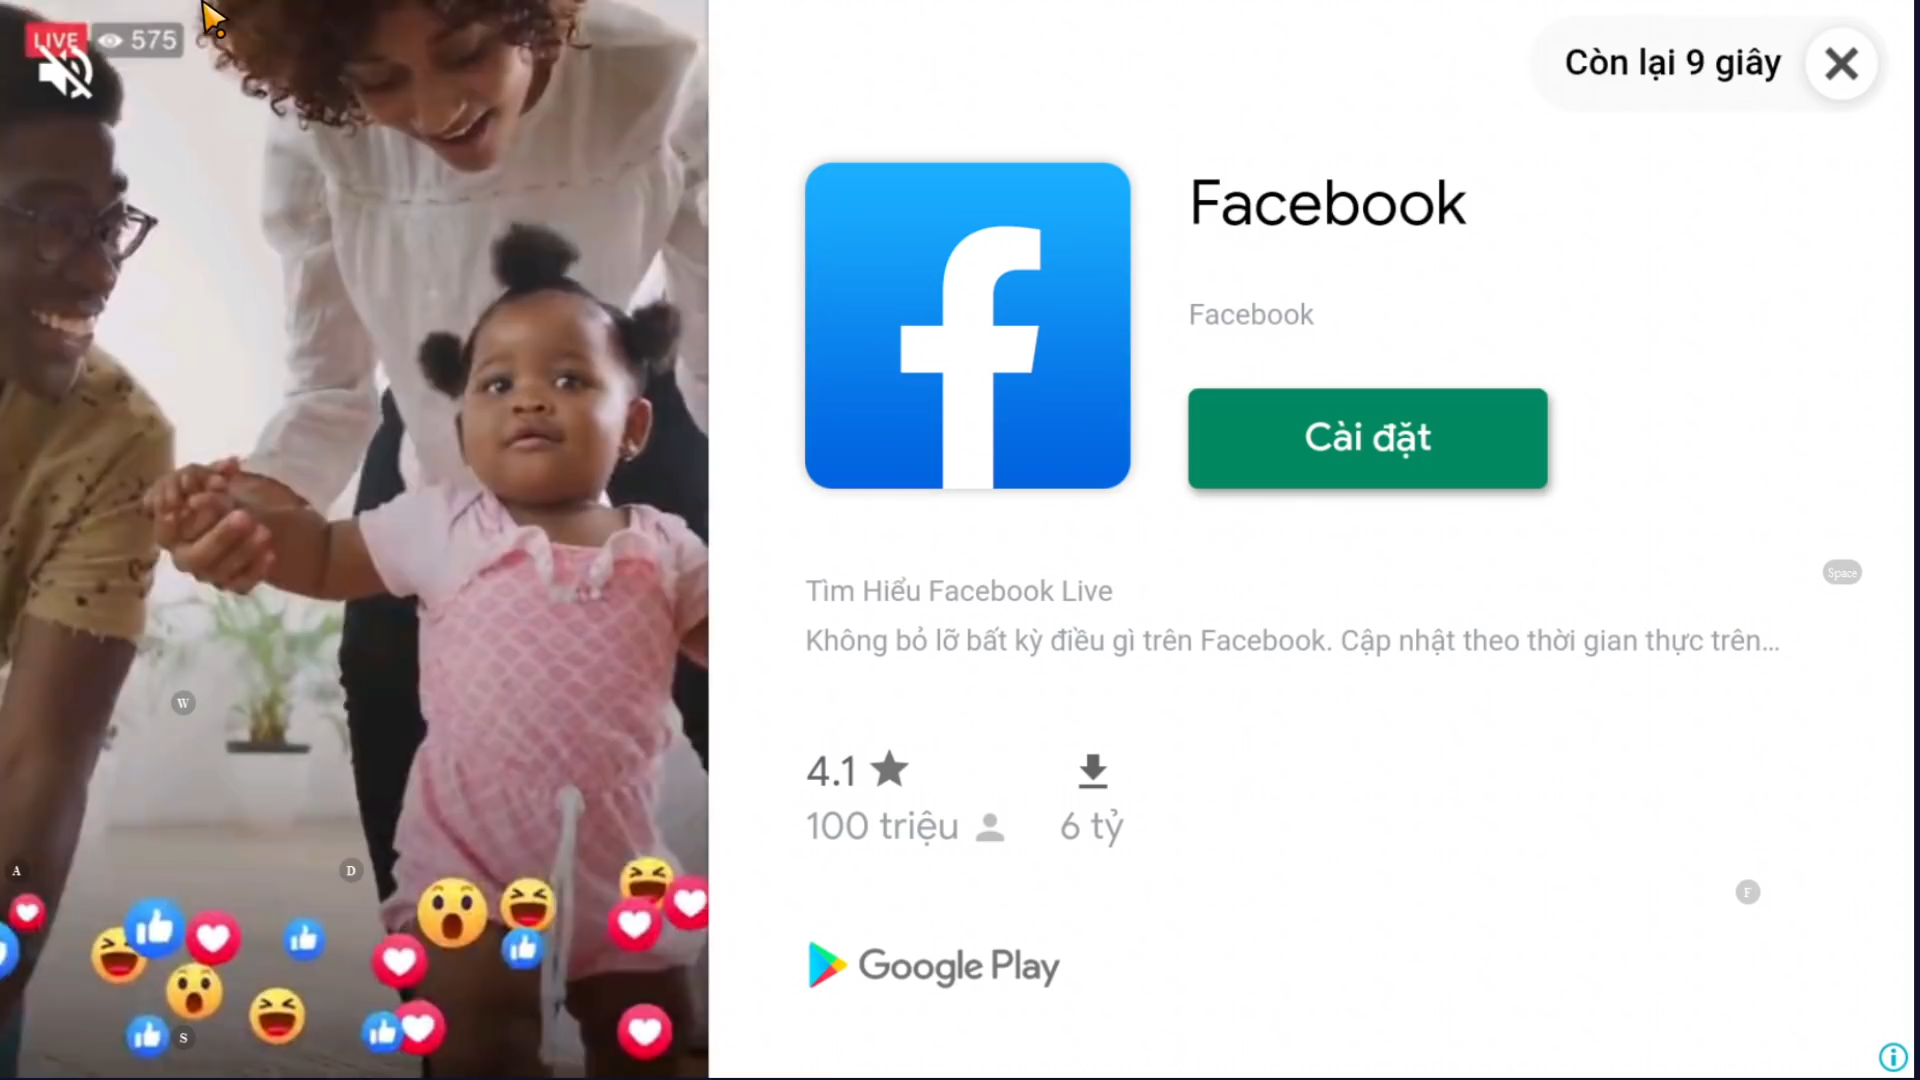 LIVE 575
Còn lại 9 giây
Facebook
Facebook
Cài đặt
Space
Tìm Hiểu Facebook Live
Không bỏ lỡ bất kỳ điều gì trên Facebook. Cập nhật theo thời gian thực trên...
W
4.1
100 triệu 6 tỷ
A
D
F
Google Play
S